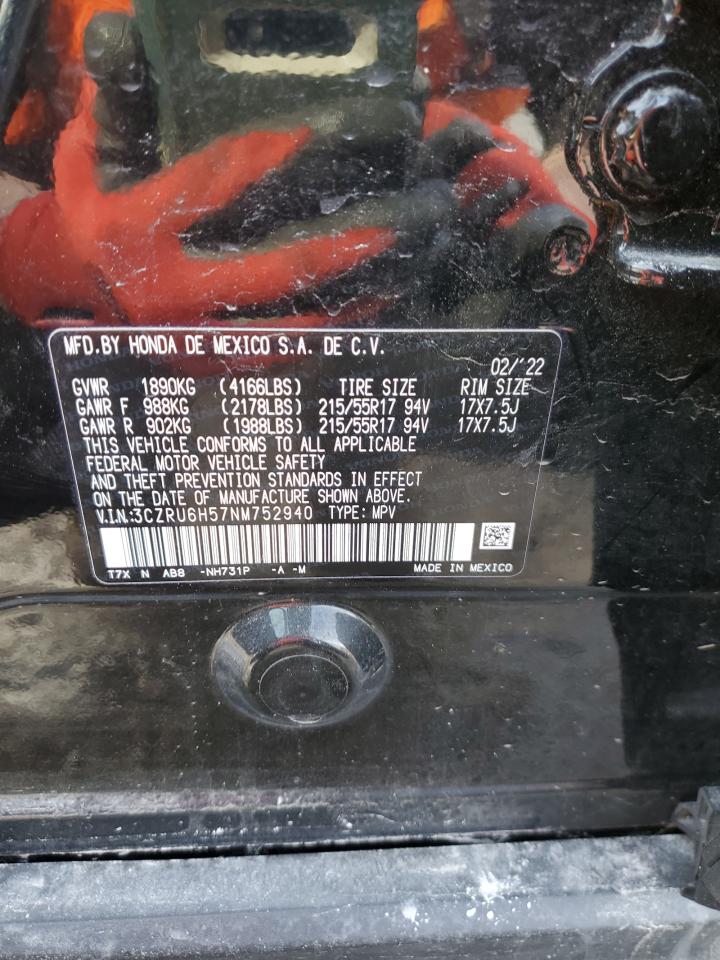 MFD.BY HONDA DE MEXICO S.A. DE C.V.
02/'22
GVWR 1890KG (4166LBS) TIRE SIZE RIM SIZE
GAWR F 988KG (2178LBS) 215/55R17 94V 17X7.5J
GAWR R 902KG (1988LBS) 215/55R17 94V 17X7.5J
THIS VEHICLE CONFORMS TO ALL APPLICABLE
FEDERAL MOTOR VEHICLE SAFETY
AND THEFT PREVENTION STANDARDS IN EFFECT
ON THE DATE OF MANUFACTURE SHOWN ABOVE.
V.I.N:3CZRU6H57NM752940 TYPE: MPV
T7X N AB8 -NH731P -A -M MADE IN MEXICO